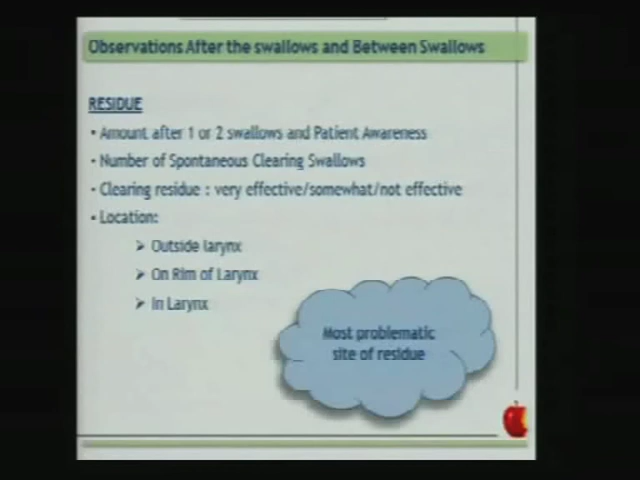 Observations After the swallows and Between Swallows
RESIDUE
• Amount after 1 or 2 swallows and Patient Awareness
• Number of Spontaneous Clearing Swallows
• Clearing residue : very effective/somewhat/not effective
• Location:
➢ Outside larynx
➢ On Rim of Larynx
➢ In Larynx
Most problematic
site of residue